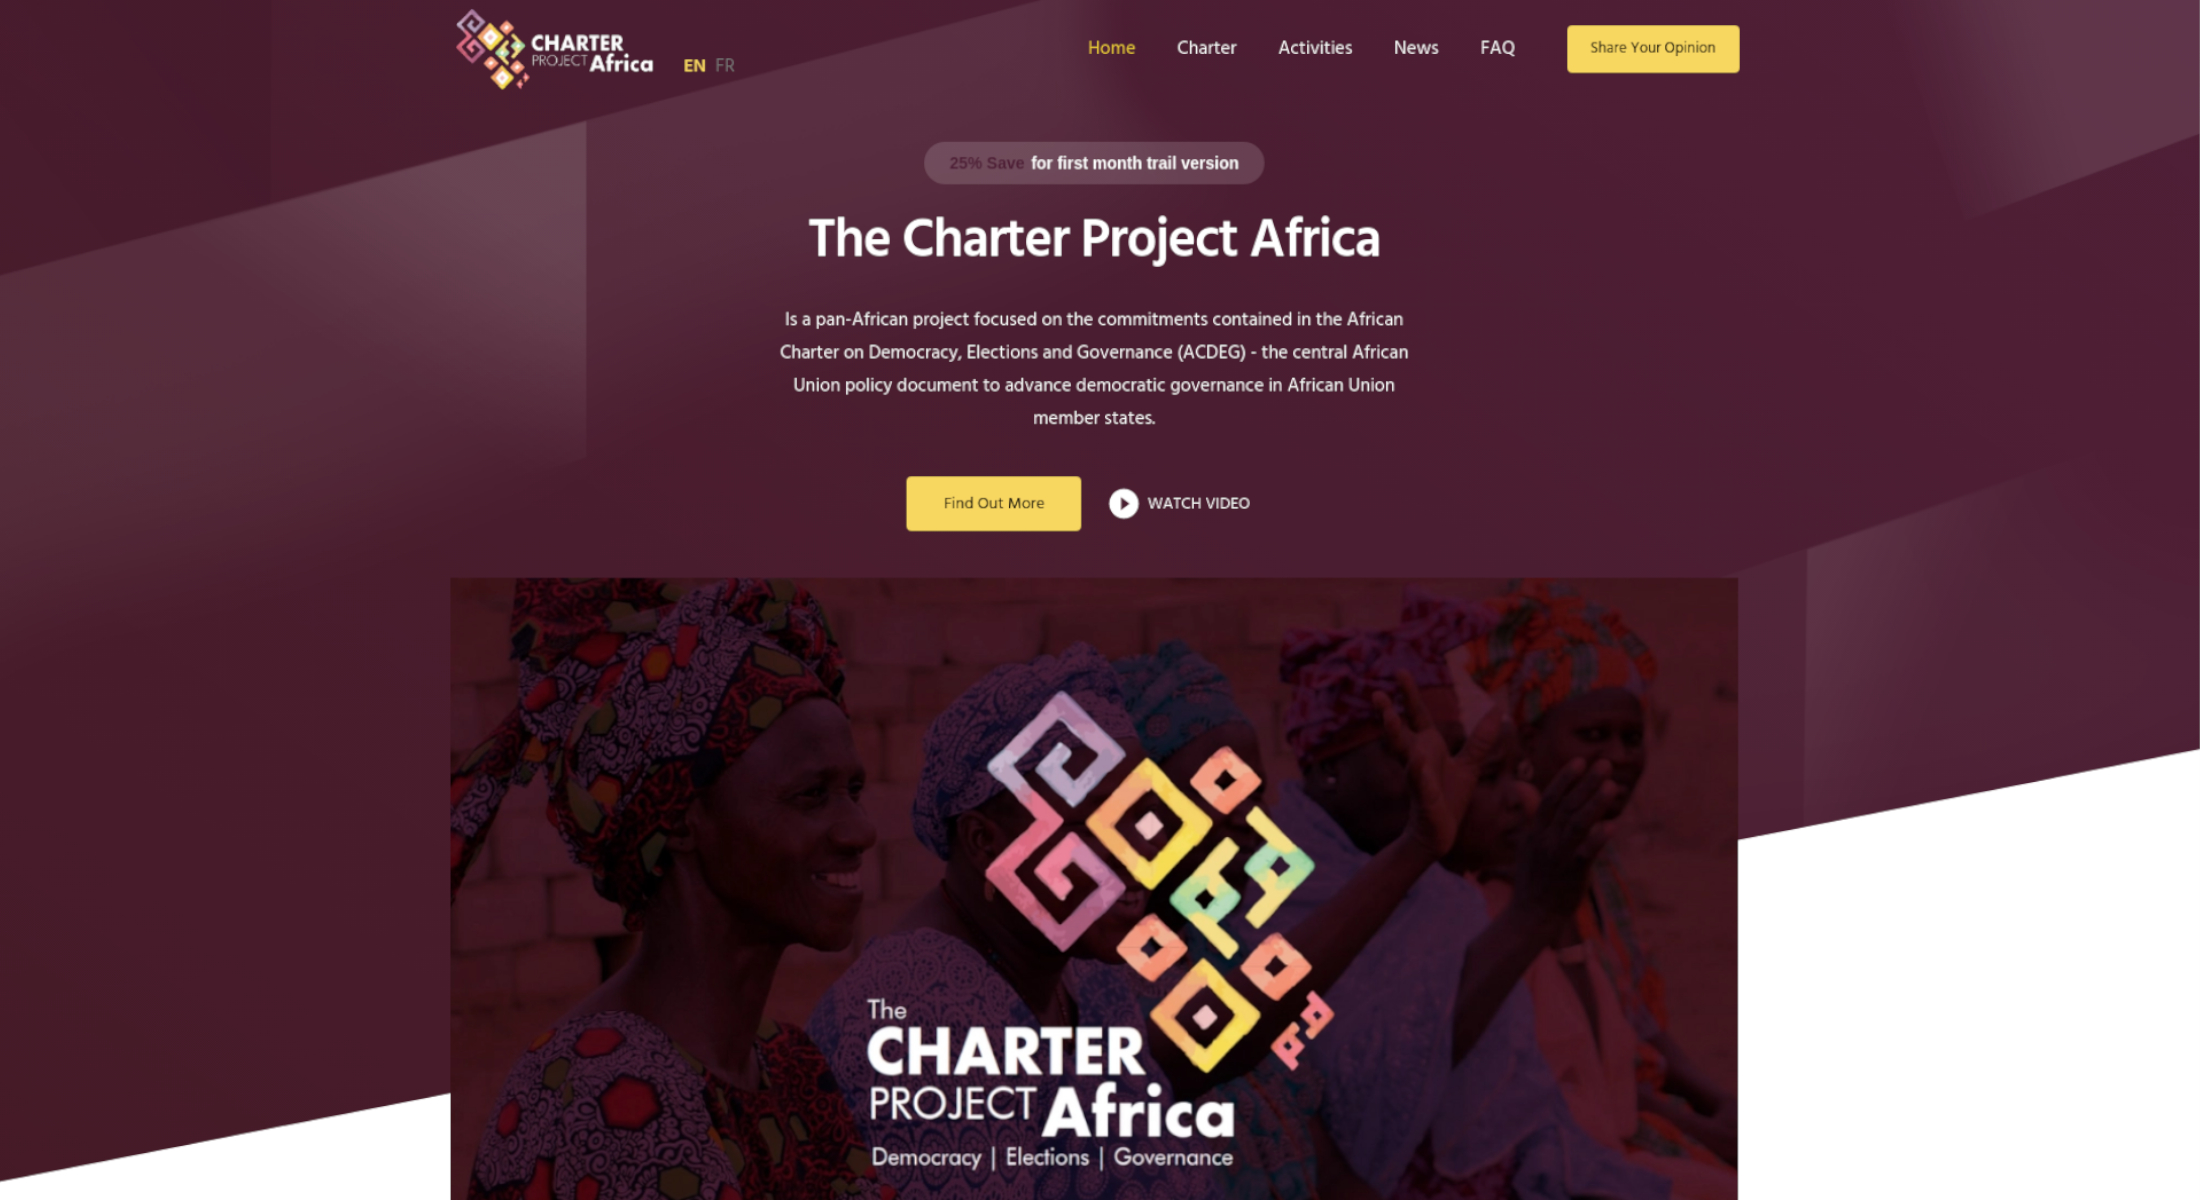 CHARTER
PROJECT Africa
EN FR
Home Charter Activities News FAQ Share Your Opinion
25% Save for first month trail version
The Charter Project Africa
Is a pan-African project focused on the commitments contained in the African
Charter on Democracy, Elections and Governance (ACDEG) - the central African
Union policy document to advance democratic governance in African Union
member states.
Find Out More WATCH VIDEO
The
CHARTER
PROJECT Africa
Democracy | Elections | Governance